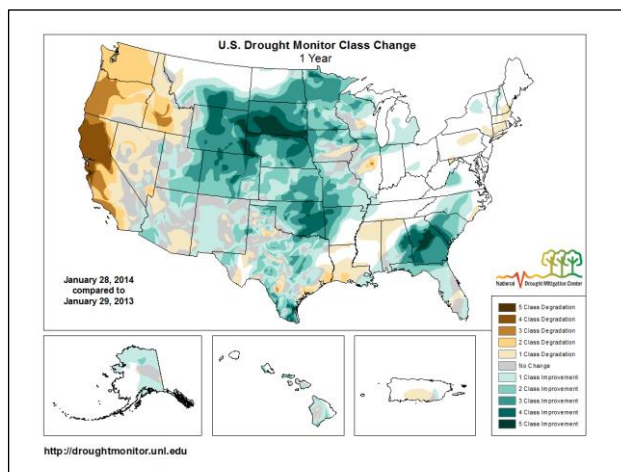 U.S. Drought Monitor Class Change
1 Year
January 28, 2014
compared to
January 29, 2013
National Drought Mitigation Center
5 Class Degradation
4 Class Degradation
3 Class Degradation
2 Class Degradation
1 Class Degradation
No Change
1 Class Improvement
2 Class Improvement
3 Class Improvement
4 Class Improvement
5 Class Improvement
http://droughtmonitor.unl.edu